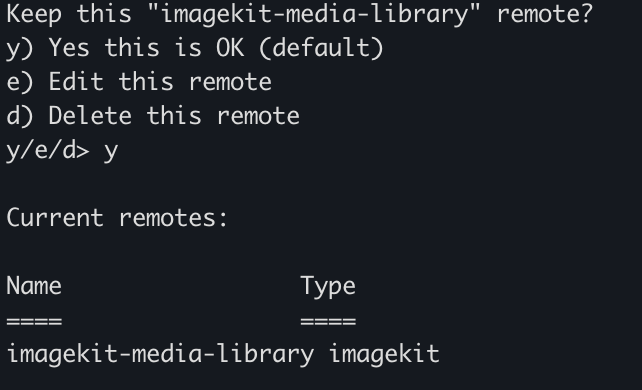 Keep this "imagekit-media-library" remote?
y) Yes this is OK (default)
e) Edit this remote
d) Delete this remote
y/e/d> y
Current remotes:
Name                 Type
====                 ====
imagekit-media-library imagekit